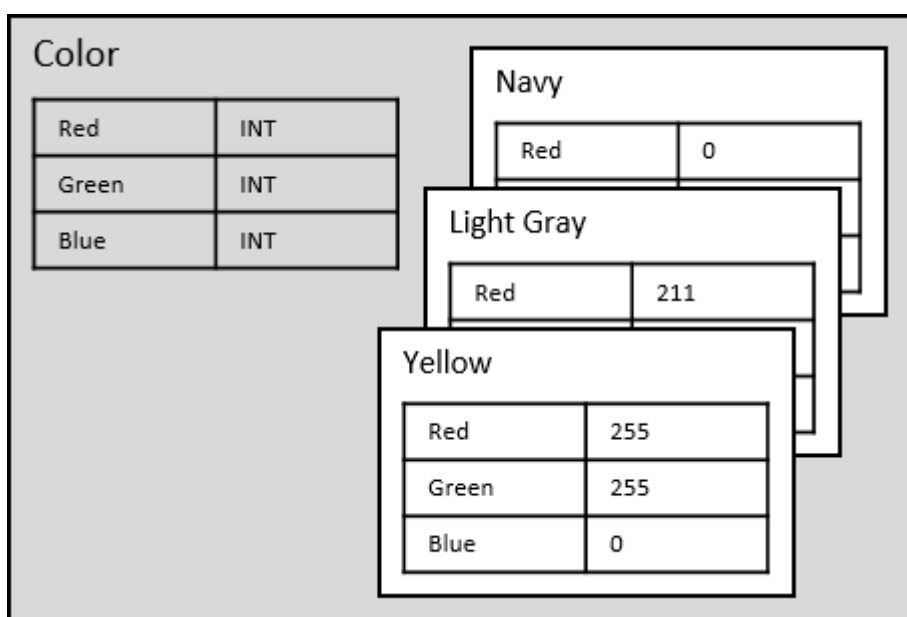 Color
Red INT
Green INT
Blue INT
Navy
Red 0
Light Gray
Red 211
Yellow
Red 255
Green 255
Blue 0